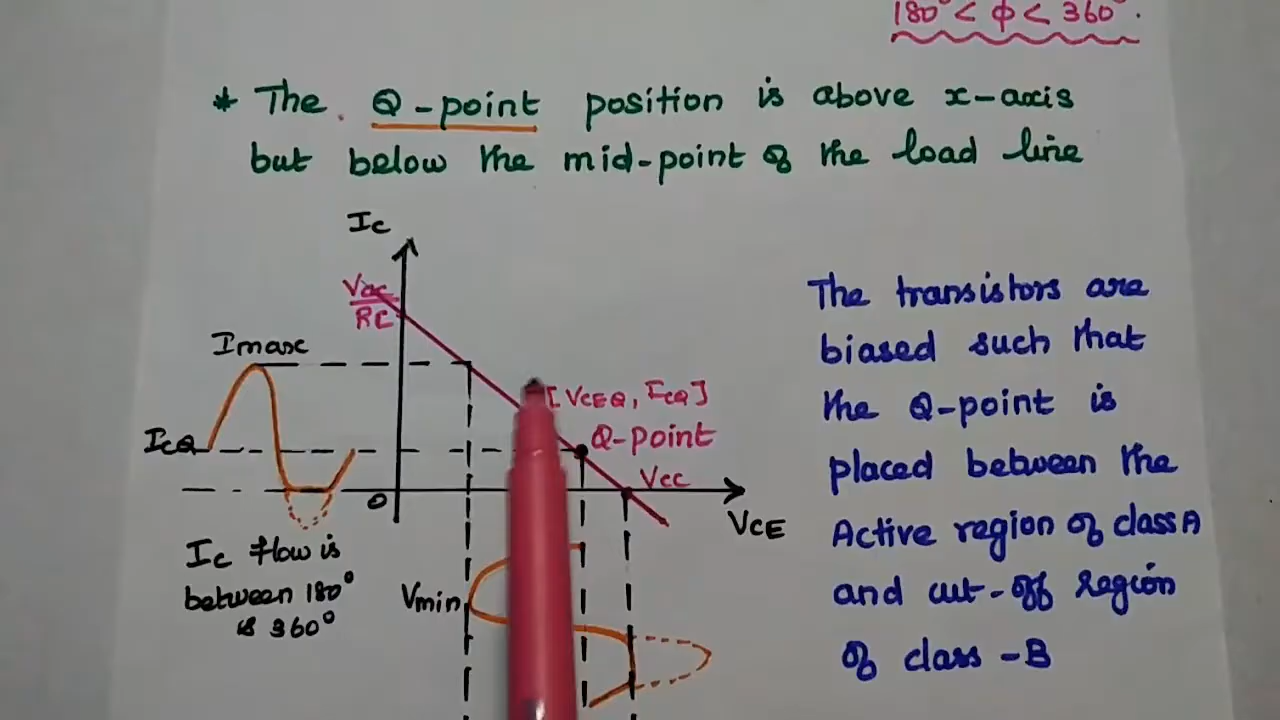 180° < φ < 360°.
* The Q-point position is above x-axis
but below the mid-point of the load line
Ic
Vcc
RC
Imax
[VCEQ, ICQ]
ICQ
Q-point
Vcc
0
VCE
Ic flow is
between 180°
is 360°
Vmin
The transistors are
biased such that
the Q-point is
placed between the
Active region of class A
and cut-off region
of class -B